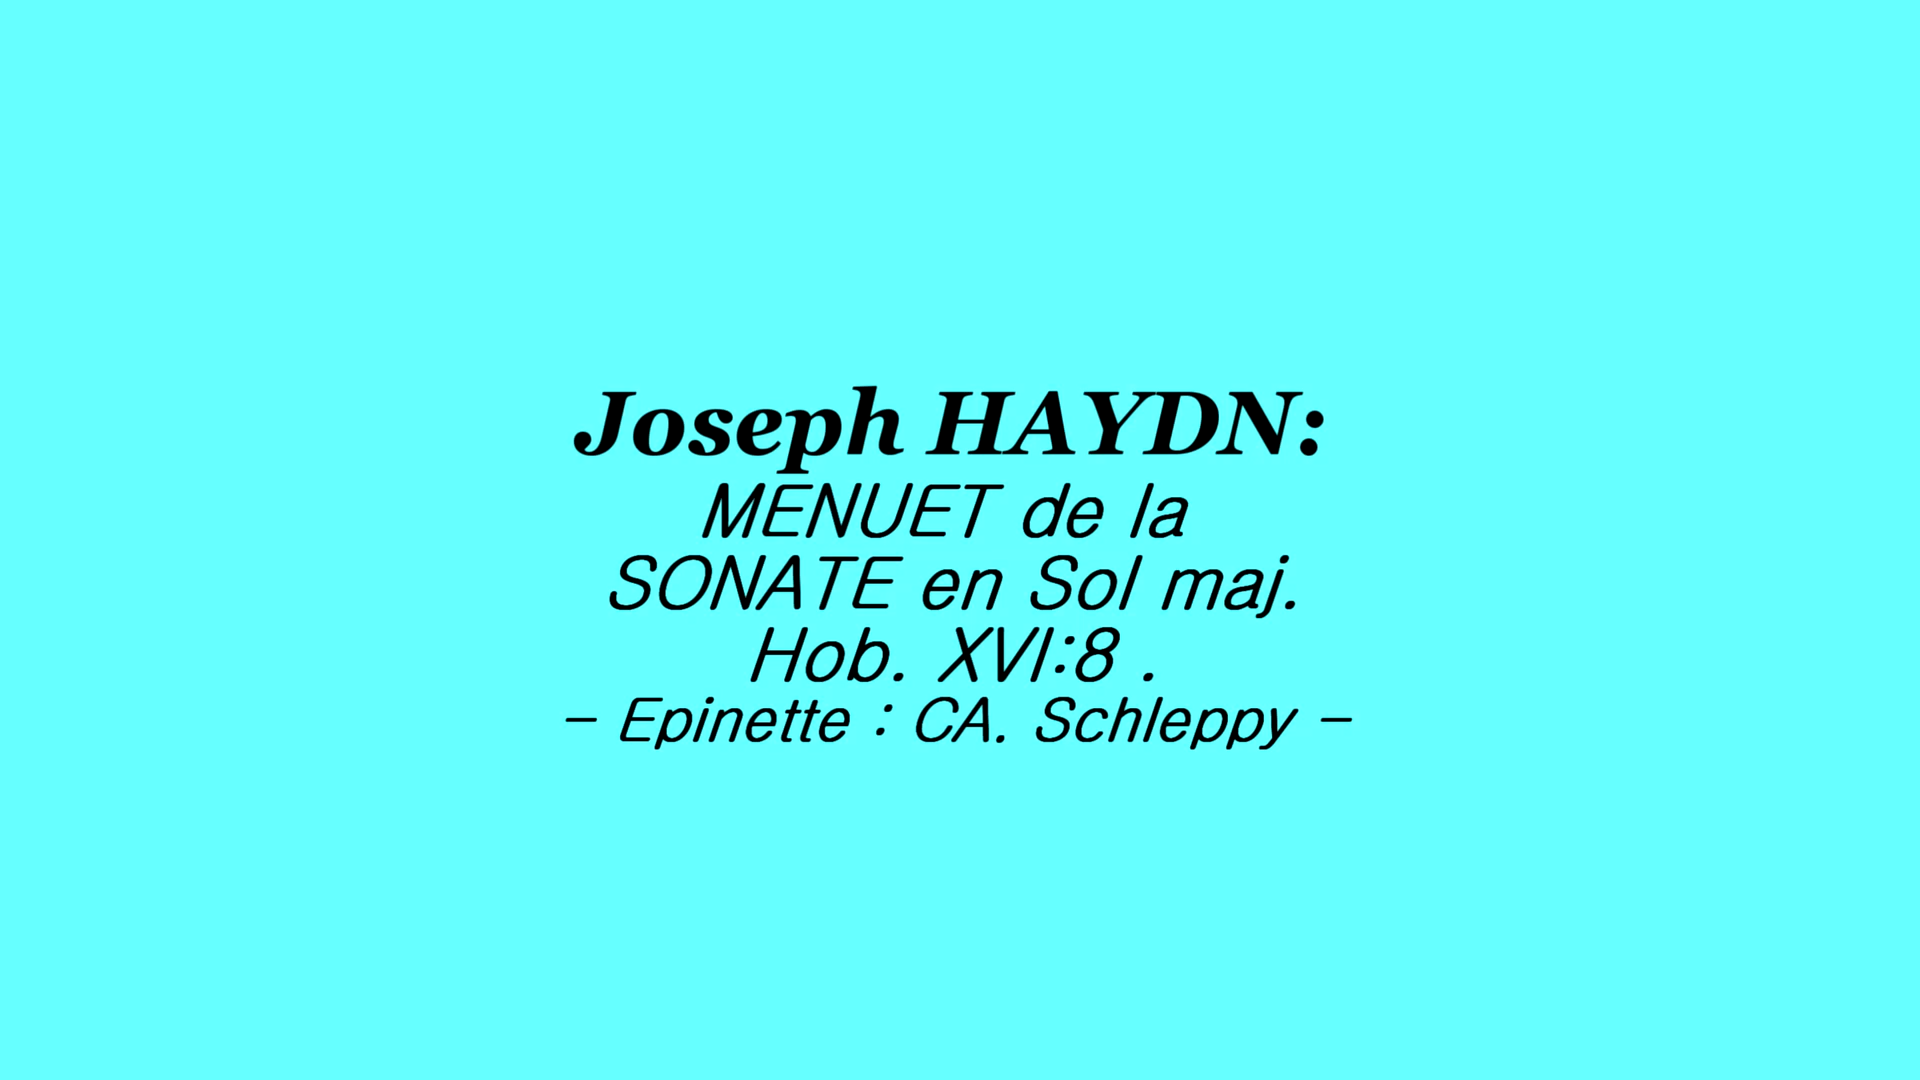 Joseph HAYDN:
MENUET de la
SONATE en Sol maj.
Hob. XVI:8 .
- Epinette : CA. Schleppy -